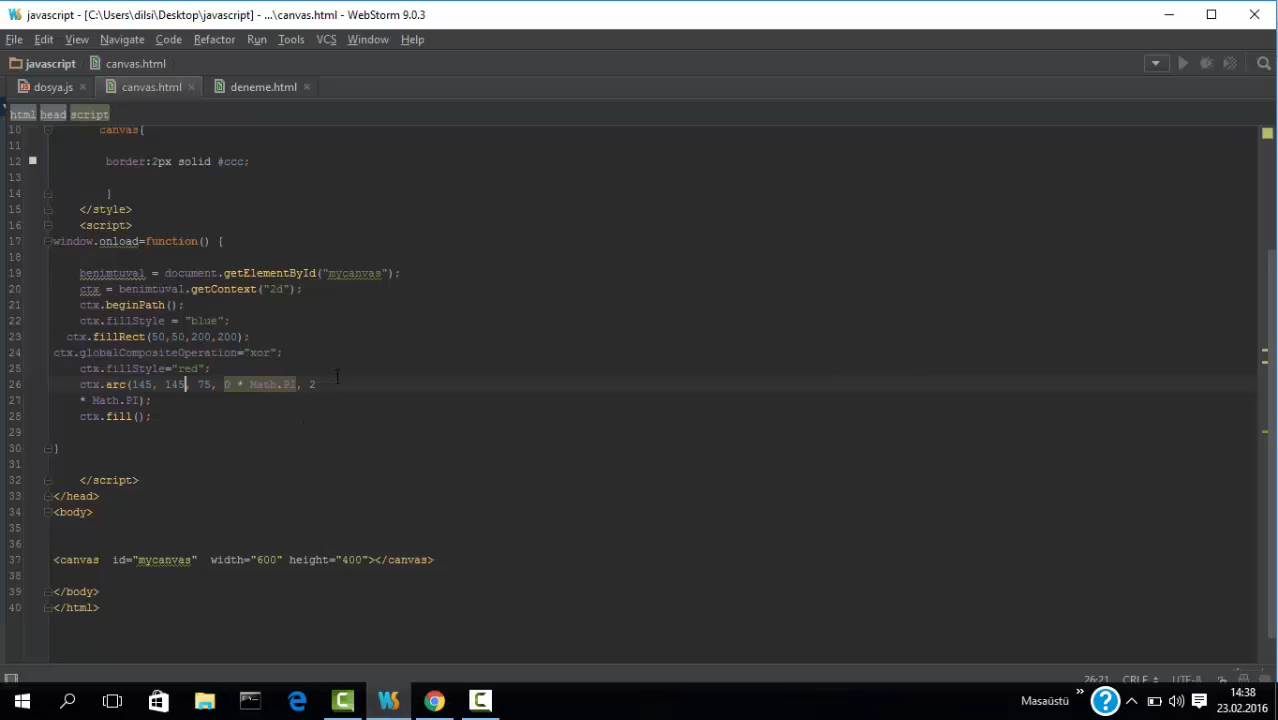 javascript - [C:\Users\dilsi\Desktop\javascript] - ...\canvas.html - WebStorm 9.0.3
File Edit View Navigate Code Refactor Run Tools VCS Window Help
javascript canvas.html
dosya.js canvas.html deneme.html
html head script
10 canvas{
11
12 border:2px solid #ccc;
13
14 }
15 </style>
16 <script>
17 window.onload=function() {
18
19 benimtuval = document.getElementById("mycanvas");
20 ctx = benimtuval.getContext("2d");
21 ctx.beginPath();
22 ctx.fillStyle = "blue";
23 ctx.fillRect(50,50,200,200);
24 ctx.globalCompositeOperation="xor";
25 ctx.fillStyle="red";
26 ctx.arc(145, 145, 75, 0 * Math.PI, 2
27 * Math.PI);
28 ctx.fill();
29
30 }
31
32 </script>
33 </head>
34 <body>
35
36
37 <canvas id="mycanvas" width="600" height="400"></canvas>
38
39 </body>
40 </html>
26:21 CRLF UTF-8
Masaüstü 14:38
23.02.2016